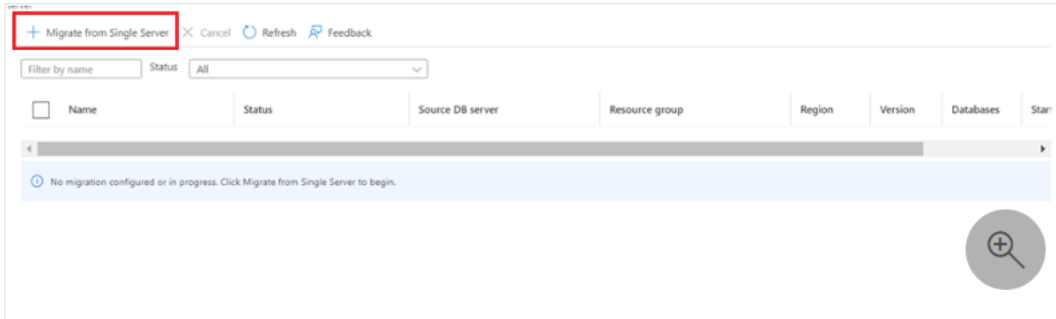 Migrate from Single Server Cancel Refresh Feedback
Filter by name Status All
Name Status Source DB server Resource group Region Version Databases Star
No migration configured or in progress. Click Migrate from Single Server to begin.